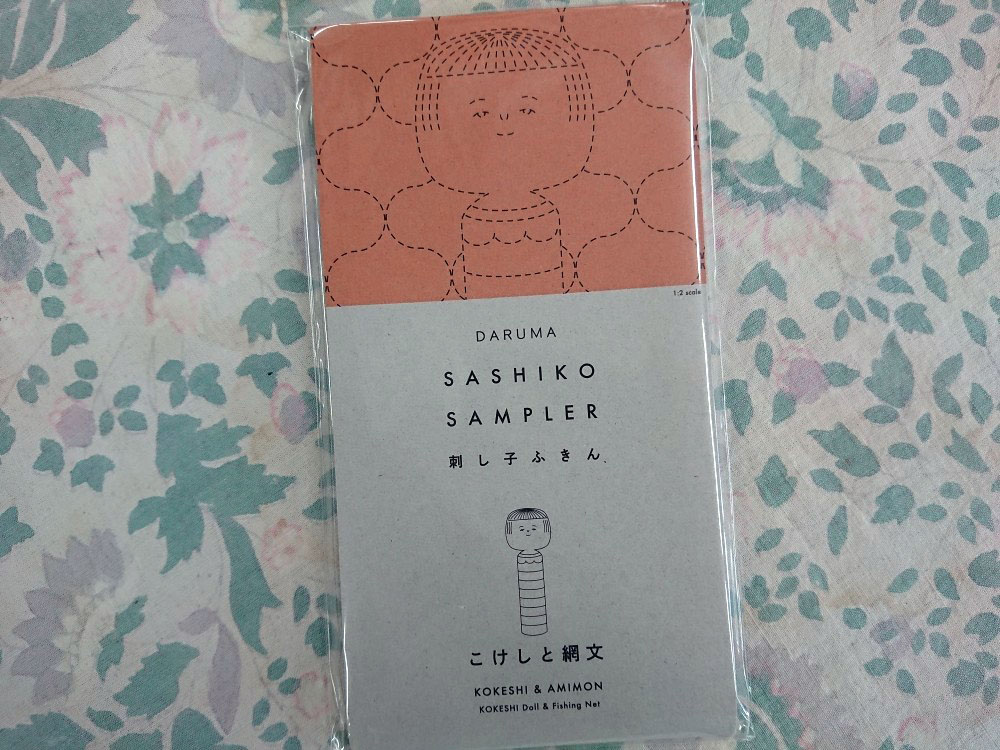 1:2 scale
DARUMA
SASHIKO
SAMPLER
刺し子ふきん
こけしと網文
KOKESHI & AMIMON
KOKESHI Doll & Fishing Net